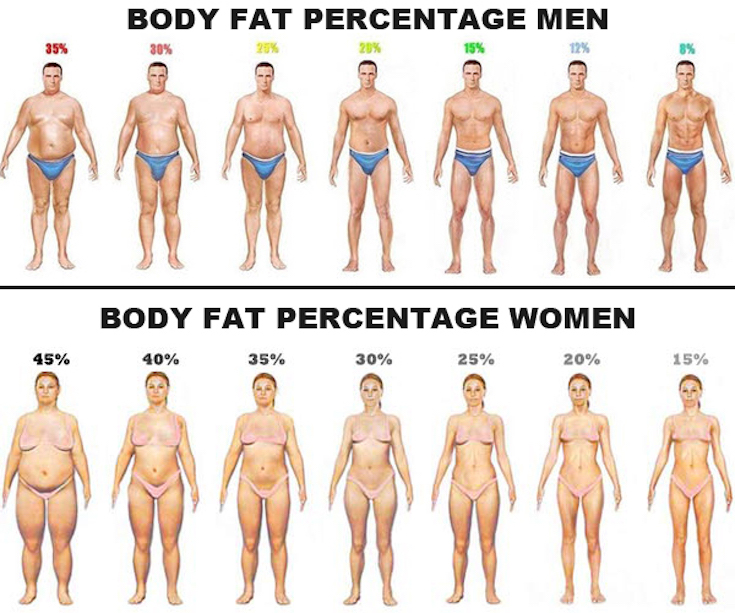 BODY FAT PERCENTAGE MEN
35% 30% 25% 20% 15% 12% 8%
BODY FAT PERCENTAGE WOMEN
45% 40% 35% 30% 25% 20% 15%